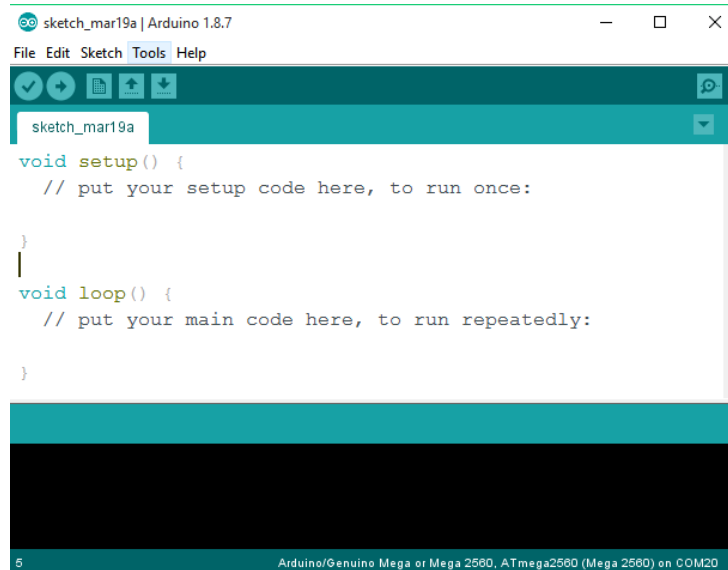 sketch_mar19a | Arduino 1.8.7
File Edit Sketch Tools Help
sketch_mar19a
void setup() {
  // put your setup code here, to run once:
}
void loop() {
  // put your main code here, to run repeatedly:
}
5 Arduino/Genuino Mega or Mega 2560, ATmega2560 (Mega 2560) on COM20